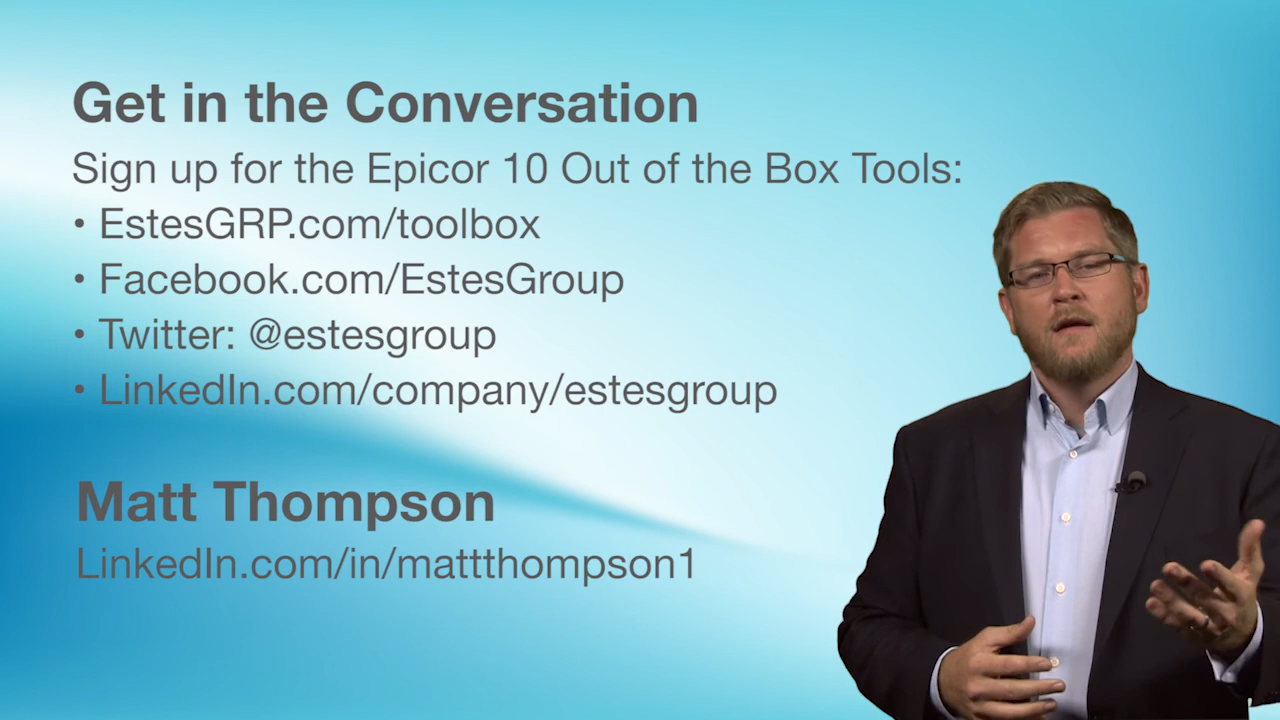 Get in the Conversation
Sign up for the Epicor 10 Out of the Box Tools:
• EstesGRP.com/toolbox
• Facebook.com/EstesGroup
• Twitter: @estesgroup
• LinkedIn.com/company/estesgroup
Matt Thompson
LinkedIn.com/in/mattthompson1